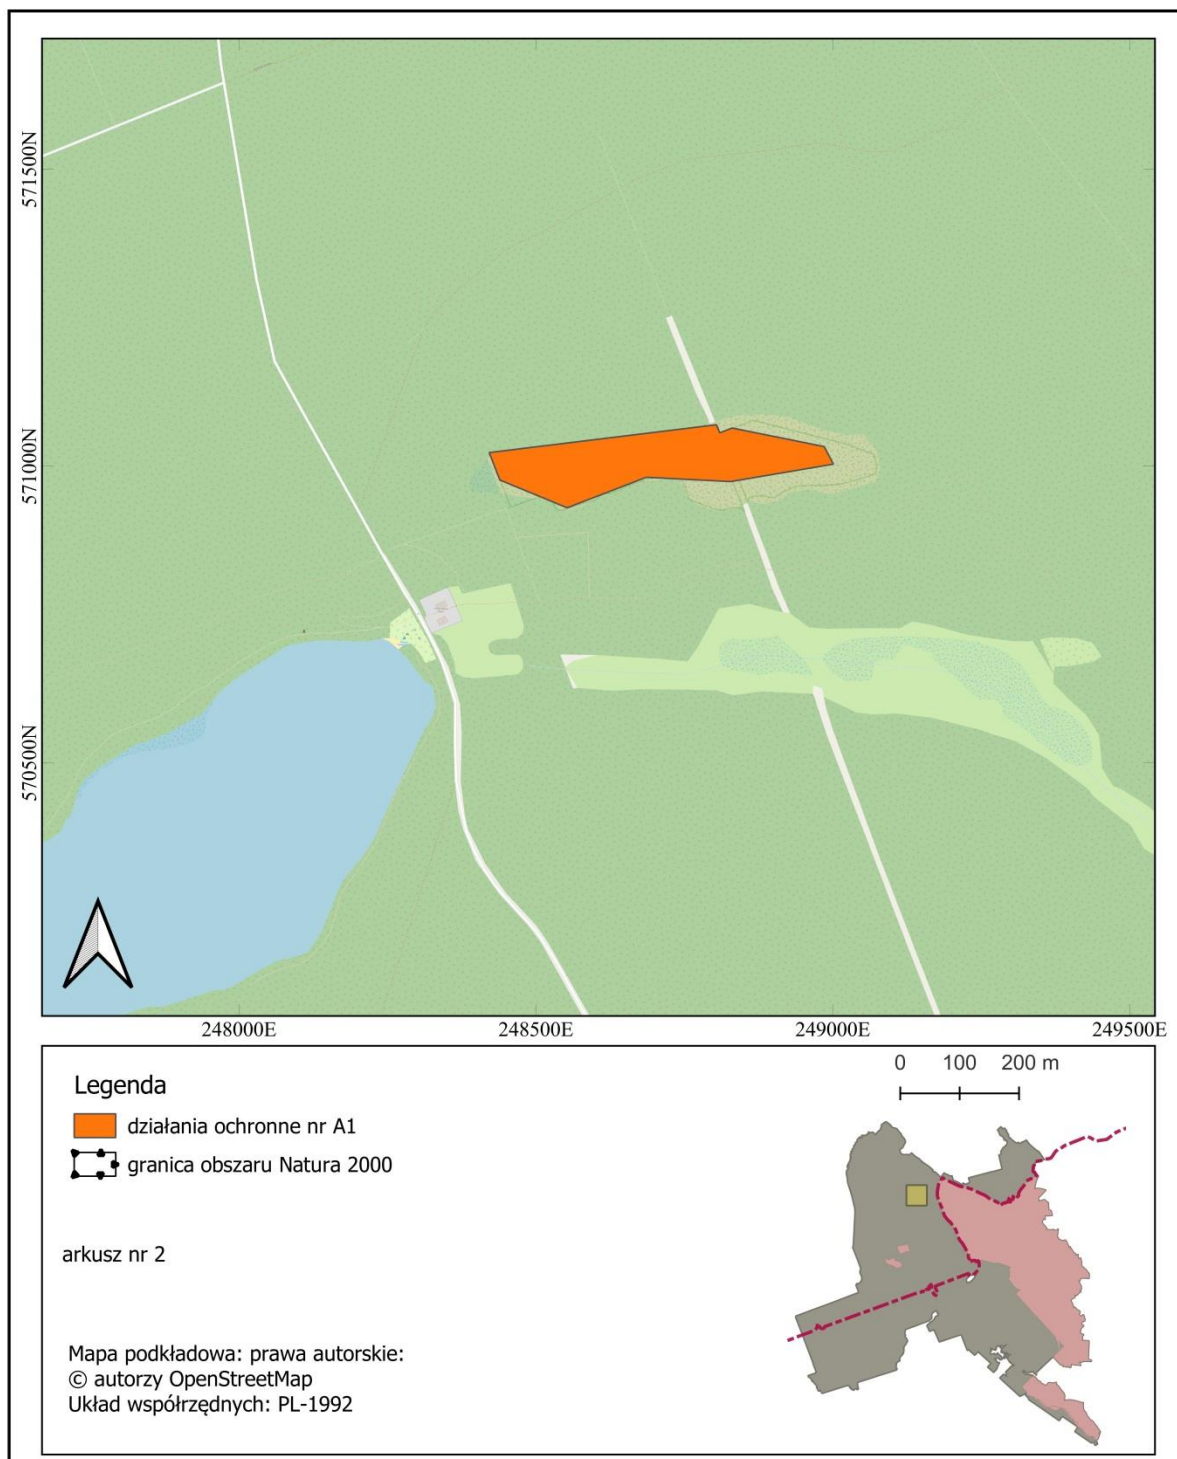 571500N
571000N
570500N
248000E 248500E 249000E 249500E
0 100 200 m
Legenda
działania ochronne nr A1
granica obszaru Natura 2000
arkusz nr 2
Mapa podkładowa: prawa autorskie:
© autorzy OpenStreetMap
Układ współrzędnych: PL-1992